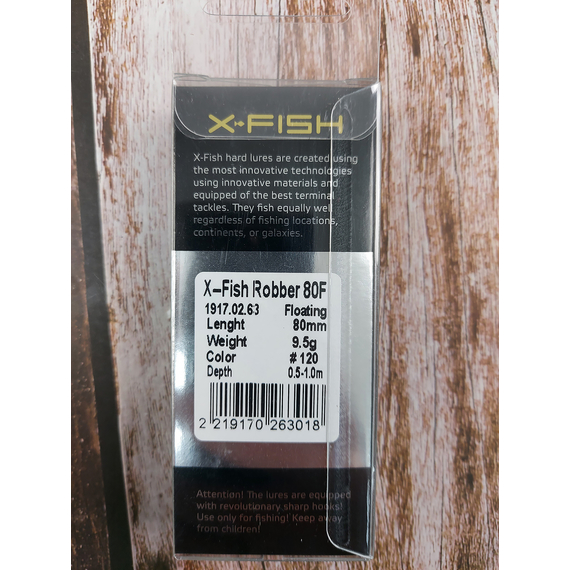 X-FISH
X-Fish hard lures are created using
the most innovative technologies
using innovative materials and
equipped of the best terminal
tackles. They fish equally well
regardless of fishing locations,
continents, or galaxies.
X-Fish Robber 80F
1917.02.63 Floating
Lenght 80mm
Weight 9.5g
Color #120
Depth 0.5-1.0m
2 219170 263018
Attention! The lures are equipped
with revolutionary sharp hooks!
Use only for fishing! Keep away
from children!